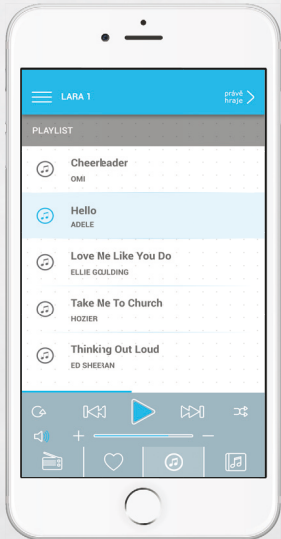 LARA 1
právě
hraje
PLAYLIST
Cheerleader
OMI
Hello
ADELE
Love Me Like You Do
ELLIE GOULDING
Take Me To Church
HOZIER
Thinking Out Loud
ED SHEERAN